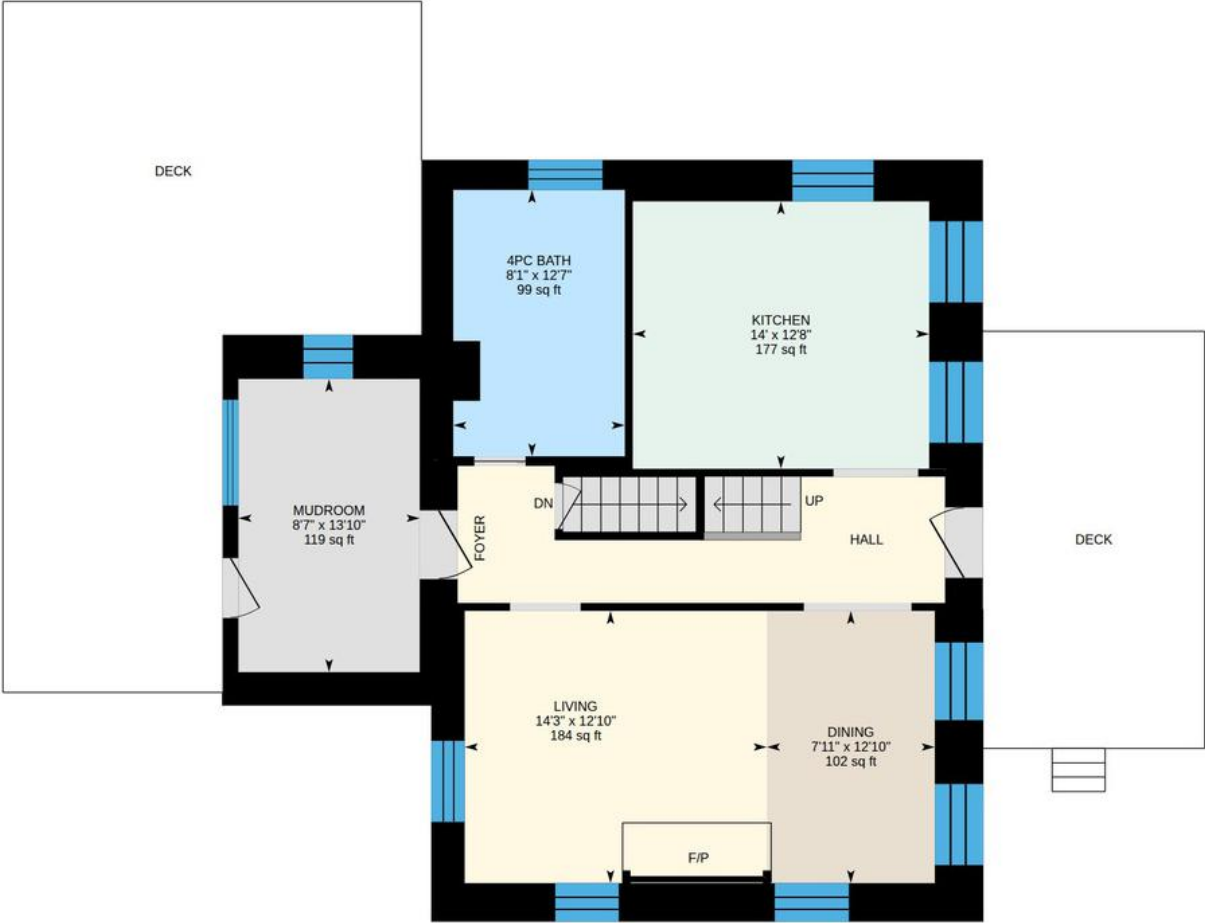 DECK
4PC BATH
8'1" x 12'7"
99 sq ft
KITCHEN
14' x 12'8"
177 sq ft
MUDROOM
8'7" x 13'10"
119 sq ft
FOYER
DN
UP
HALL
DECK
LIVING
14'3" x 12'10"
184 sq ft
DINING
7'11" x 12'10"
102 sq ft
F/P